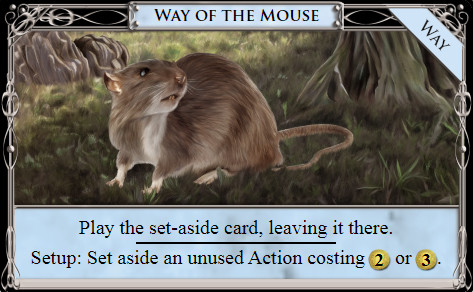 Way of the Mouse
Way
Play the set-aside card, leaving it there.
Setup: Set aside an unused Action costing 2 or 3.